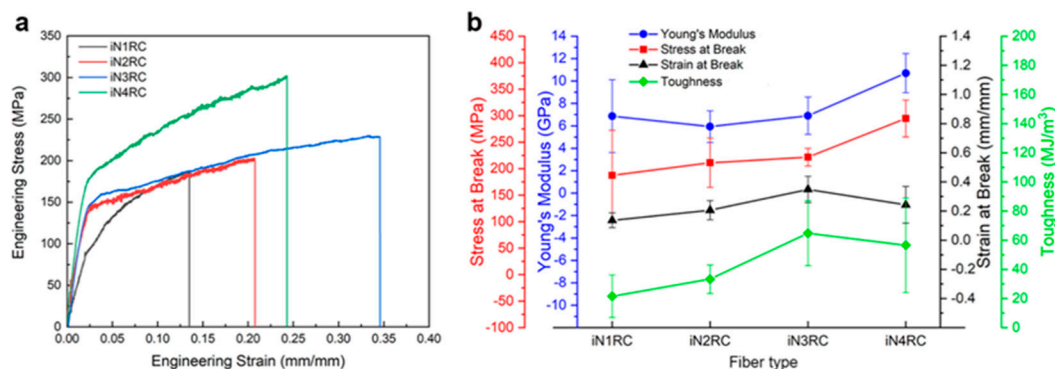 a
iN1RC
iN2RC
iN3RC
iN4RC
350
300
250
200
150
100
50
0
0.00 0.05 0.10 0.15 0.20 0.25 0.30 0.35 0.40
Engineering Stress (MPa)
Engineering Strain (mm/mm)
b
Young's Modulus
Stress at Break
Strain at Break
Toughness
Stress at Break (MPa)
450
400
350
300
250
200
150
100
50
0
-50
-100
Young's Modulus (GPa)
14
12
10
8
6
4
2
0
-2
-4
-6
-8
-10
1.4
1.2
1.0
0.8
0.6
0.4
0.2
0.0
-0.2
-0.4
Strain at Break (mm/mm)
200
180
160
140
120
100
80
60
40
20
0
Toughness (MJ/m³)
iN1RC iN2RC iN3RC iN4RC
Fiber type